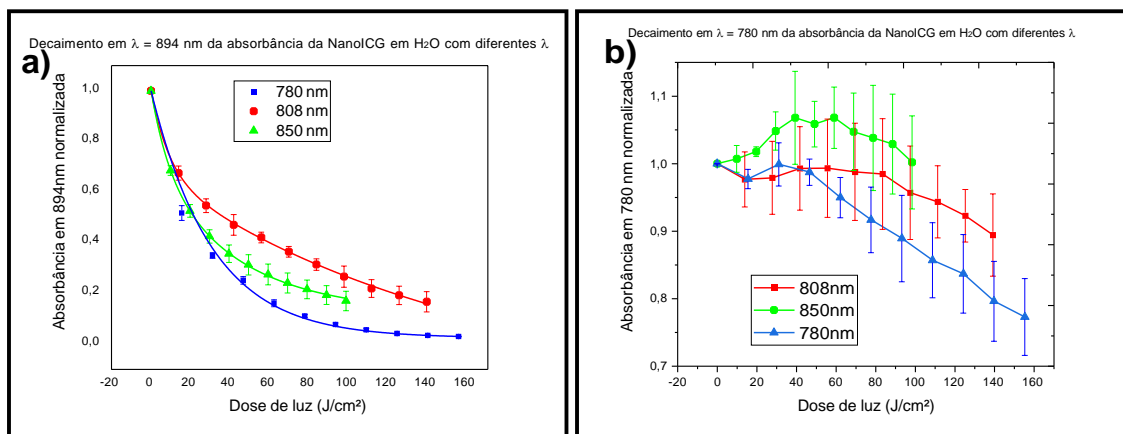 Decaimento em λ = 894 nm da absorbância da NanoICG em H2O com diferentes λ
a)
1,0
0,8
0,6
0,4
0,2
0,0
-20 0 20 40 60 80 100 120 140 160
Absorbância em 894nm normalizada
Dose de luz (J/cm²)
780 nm
808 nm
850 nm
Decaimento em λ = 780 nm da absorbância da NanoICG em H2O com diferentes λ
b)
1,1
1,0
0,9
0,8
0,7
-20 0 20 40 60 80 100 120 140 160
Absorbância em 780 nm normalizada
Dose de luz (J/cm²)
808nm
850nm
780nm